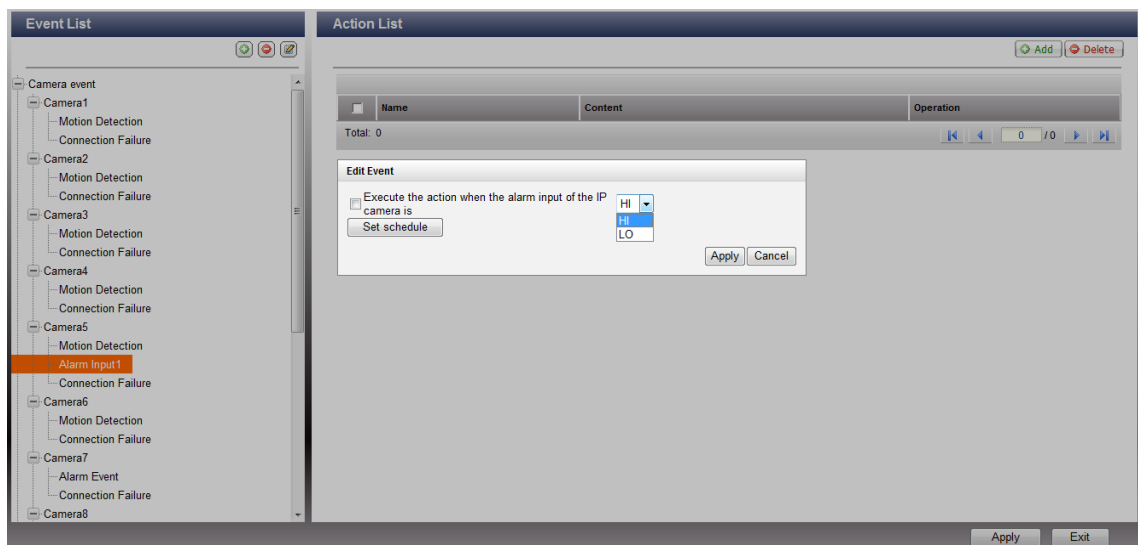 Event List
Camera event
Camera1
Motion Detection
Connection Failure
Camera2
Motion Detection
Connection Failure
Camera3
Motion Detection
Connection Failure
Camera4
Motion Detection
Connection Failure
Camera5
Motion Detection
Alarm Input1
Connection Failure
Camera6
Motion Detection
Connection Failure
Camera7
Alarm Event
Connection Failure
Camera8
Action List
Add Delete
Name Content Operation
Total: 0 0 / 0
Edit Event
Execute the action when the alarm input of the IP
camera is
HI
HI
LO
Set schedule
Apply Cancel
Apply Exit